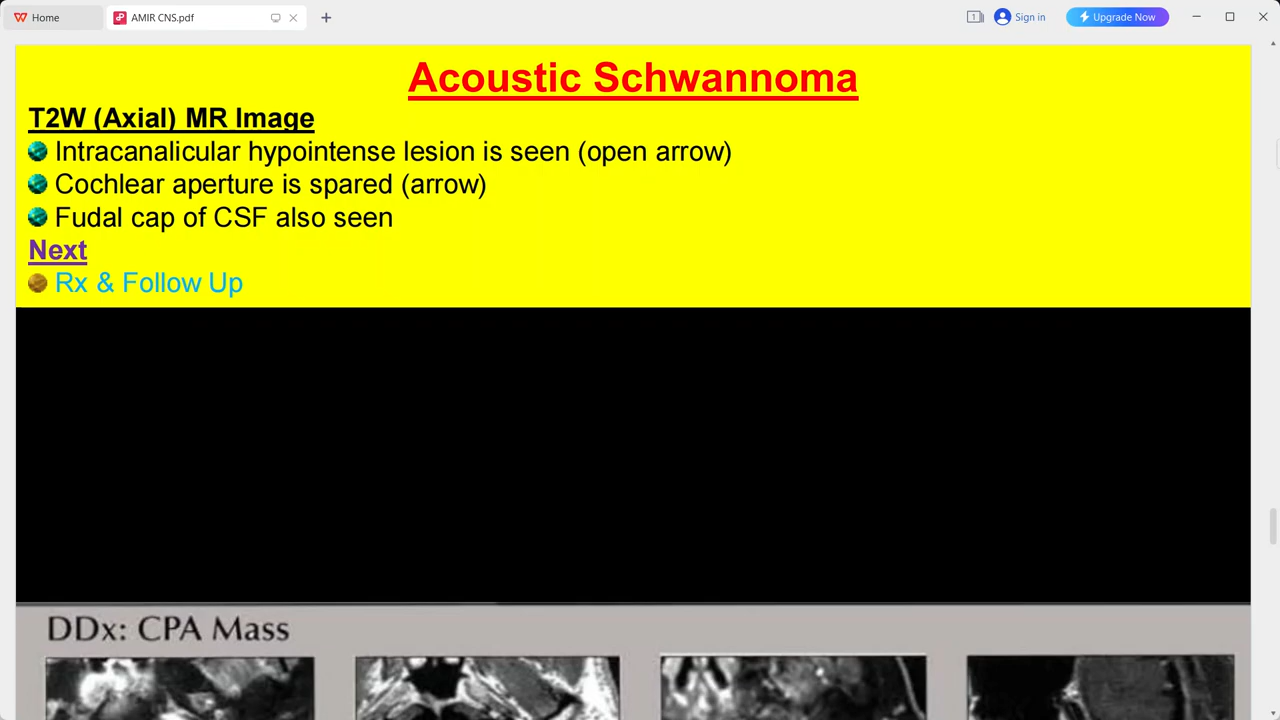 Home
AMIR CNS.pdf
1
Sign in
Upgrade Now
Acoustic Schwannoma
T2W (Axial) MR Image
Intracanalicular hypointense lesion is seen (open arrow)
Cochlear aperture is spared (arrow)
Fudal cap of CSF also seen
Next
Rx & Follow Up
DDx: CPA Mass